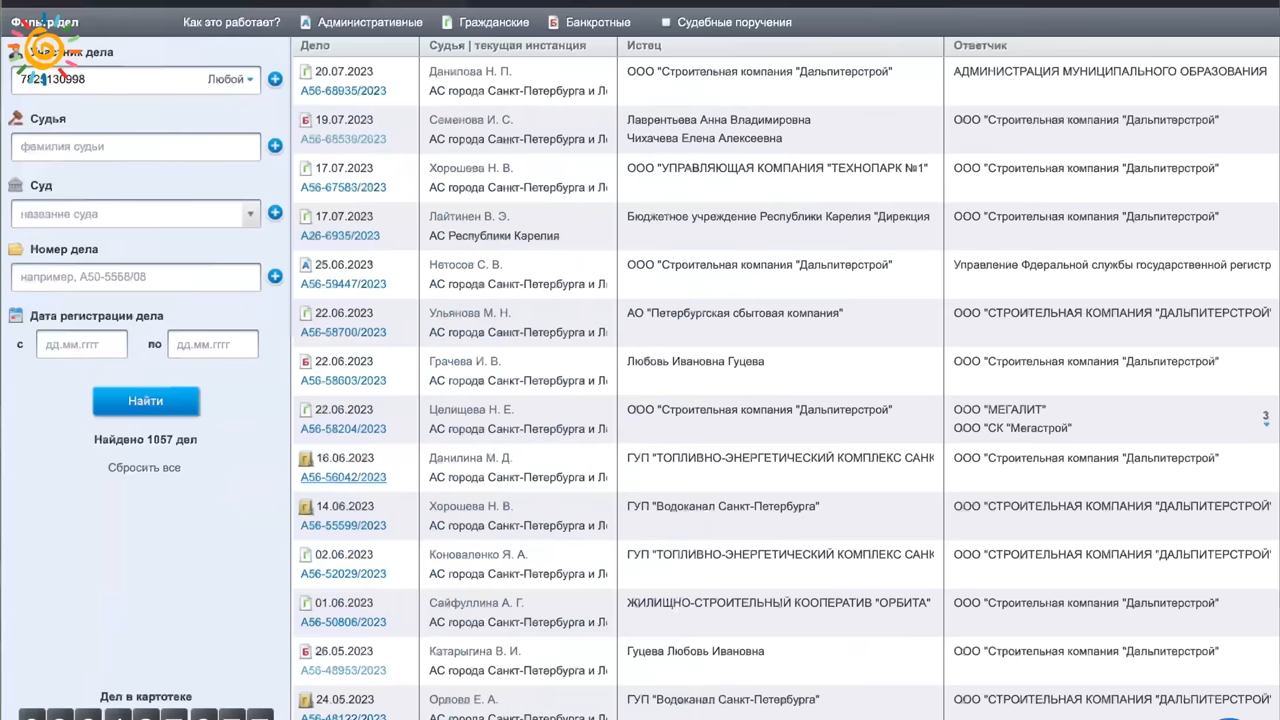 Как это работает?
Административные
Гражданские
Банкротные
Судебные поручения
Участник дела
Любой
Судья
фамилия судьи
Суд
название суда
Номер дела
например, А50-5568/08
Дата регистрации дела
с дд.мм.гггг по дд.мм.гггг
Найти
Найдено 1057 дел
Сбросить все
Дел в картотеке
Дело Судья | текущая инстанция Истец Ответчик
20.07.2023 Данилова Н. П. ООО "Строительная компания "Дальпитерстрой" АДМИНИСТРАЦИЯ МУНИЦИПАЛЬНОГО ОБРАЗОВАНИЯ
А56-68935/2023 АС города Санкт-Петербурга и Л
19.07.2023 Семенова И. С. Лаврентьева Анна Владимировна ООО "Строительная компания "Дальпитерстрой"
А56-68539/2023 АС города Санкт-Петербурга и Л Чихачева Елена Алексеевна
17.07.2023 Хорошева Н. В. ООО "УПРАВЛЯЮЩАЯ КОМПАНИЯ "ТЕХНОПАРК №1" ООО "Строительная компания "Дальпитерстрой"
А56-67583/2023 АС города Санкт-Петербурга и Л
17.07.2023 Лайтинен В. Э. Бюджетное учреждение Республики Карелия "Дирекция ООО "Строительная компания "Дальпитерстрой"
А26-6935/2023 АС Республики Карелия
25.06.2023 Нетосов С. В. ООО "Строительная компания "Дальпитерстрой" Управление Фдеральной службы государственной регистр
А56-59447/2023 АС города Санкт-Петербурга и Л
22.06.2023 Ульянова М. Н. АО "Петербургская сбытовая компания" ООО "СТРОИТЕЛЬНАЯ КОМПАНИЯ "ДАЛЬПИТЕРСТРОЙ"
А56-58700/2023 АС города Санкт-Петербурга и Л
22.06.2023 Грачева И. В. Любовь Ивановна Гуцева ООО "Строительная компания "Дальпитерстрой"
А56-58603/2023 АС города Санкт-Петербурга и Л
22.06.2023 Целищева Н. Е. ООО "Строительная компания "Дальпитерстрой" ООО "МЕГАЛИТ"
А56-58204/2023 АС города Санкт-Петербурга и Л ООО "СК "Мегастрой" 3
16.06.2023 Данилина М. Д. ГУП "ТОПЛИВНО-ЭНЕРГЕТИЧЕСКИЙ КОМПЛЕКС САНК ООО "Строительная компания "Дальпитерстрой"
А56-56042/2023 АС города Санкт-Петербурга и Л
14.06.2023 Хорошева Н. В. ГУП "Водоканал Санкт-Петербурга" ООО "СТРОИТЕЛЬНАЯ КОМПАНИЯ "ДАЛЬПИТЕРСТРОЙ"
А56-55599/2023 АС города Санкт-Петербурга и Л
02.06.2023 Коноваленко Я. А. ГУП "ТОПЛИВНО-ЭНЕРГЕТИЧЕСКИЙ КОМПЛЕКС САНК ООО "СТРОИТЕЛЬНАЯ КОМПАНИЯ "ДАЛЬПИТЕРСТРОЙ"
А56-52029/2023 АС города Санкт-Петербурга и Л
01.06.2023 Сайфуллина А. Г. ЖИЛИЩНО-СТРОИТЕЛЬНЫЙ КООПЕРАТИВ "ОРБИТА" ООО "Строительная компания "Дальпитерстрой"
А56-50806/2023 АС города Санкт-Петербурга и Л
26.05.2023 Катарыгина В. И. Гуцева Любовь Ивановна ООО "Строительная компания "Дальпитерстрой"
А56-48953/2023 АС города Санкт-Петербурга и Л
24.05.2023 Орлова Е. А. ГУП "Водоканал Санкт-Петербурга" ООО "СТРОИТЕЛЬНАЯ КОМПАНИЯ "ДАЛЬПИТЕРСТРОЙ"
А56-48122/2023 АС города Санкт-Петербурга и Л